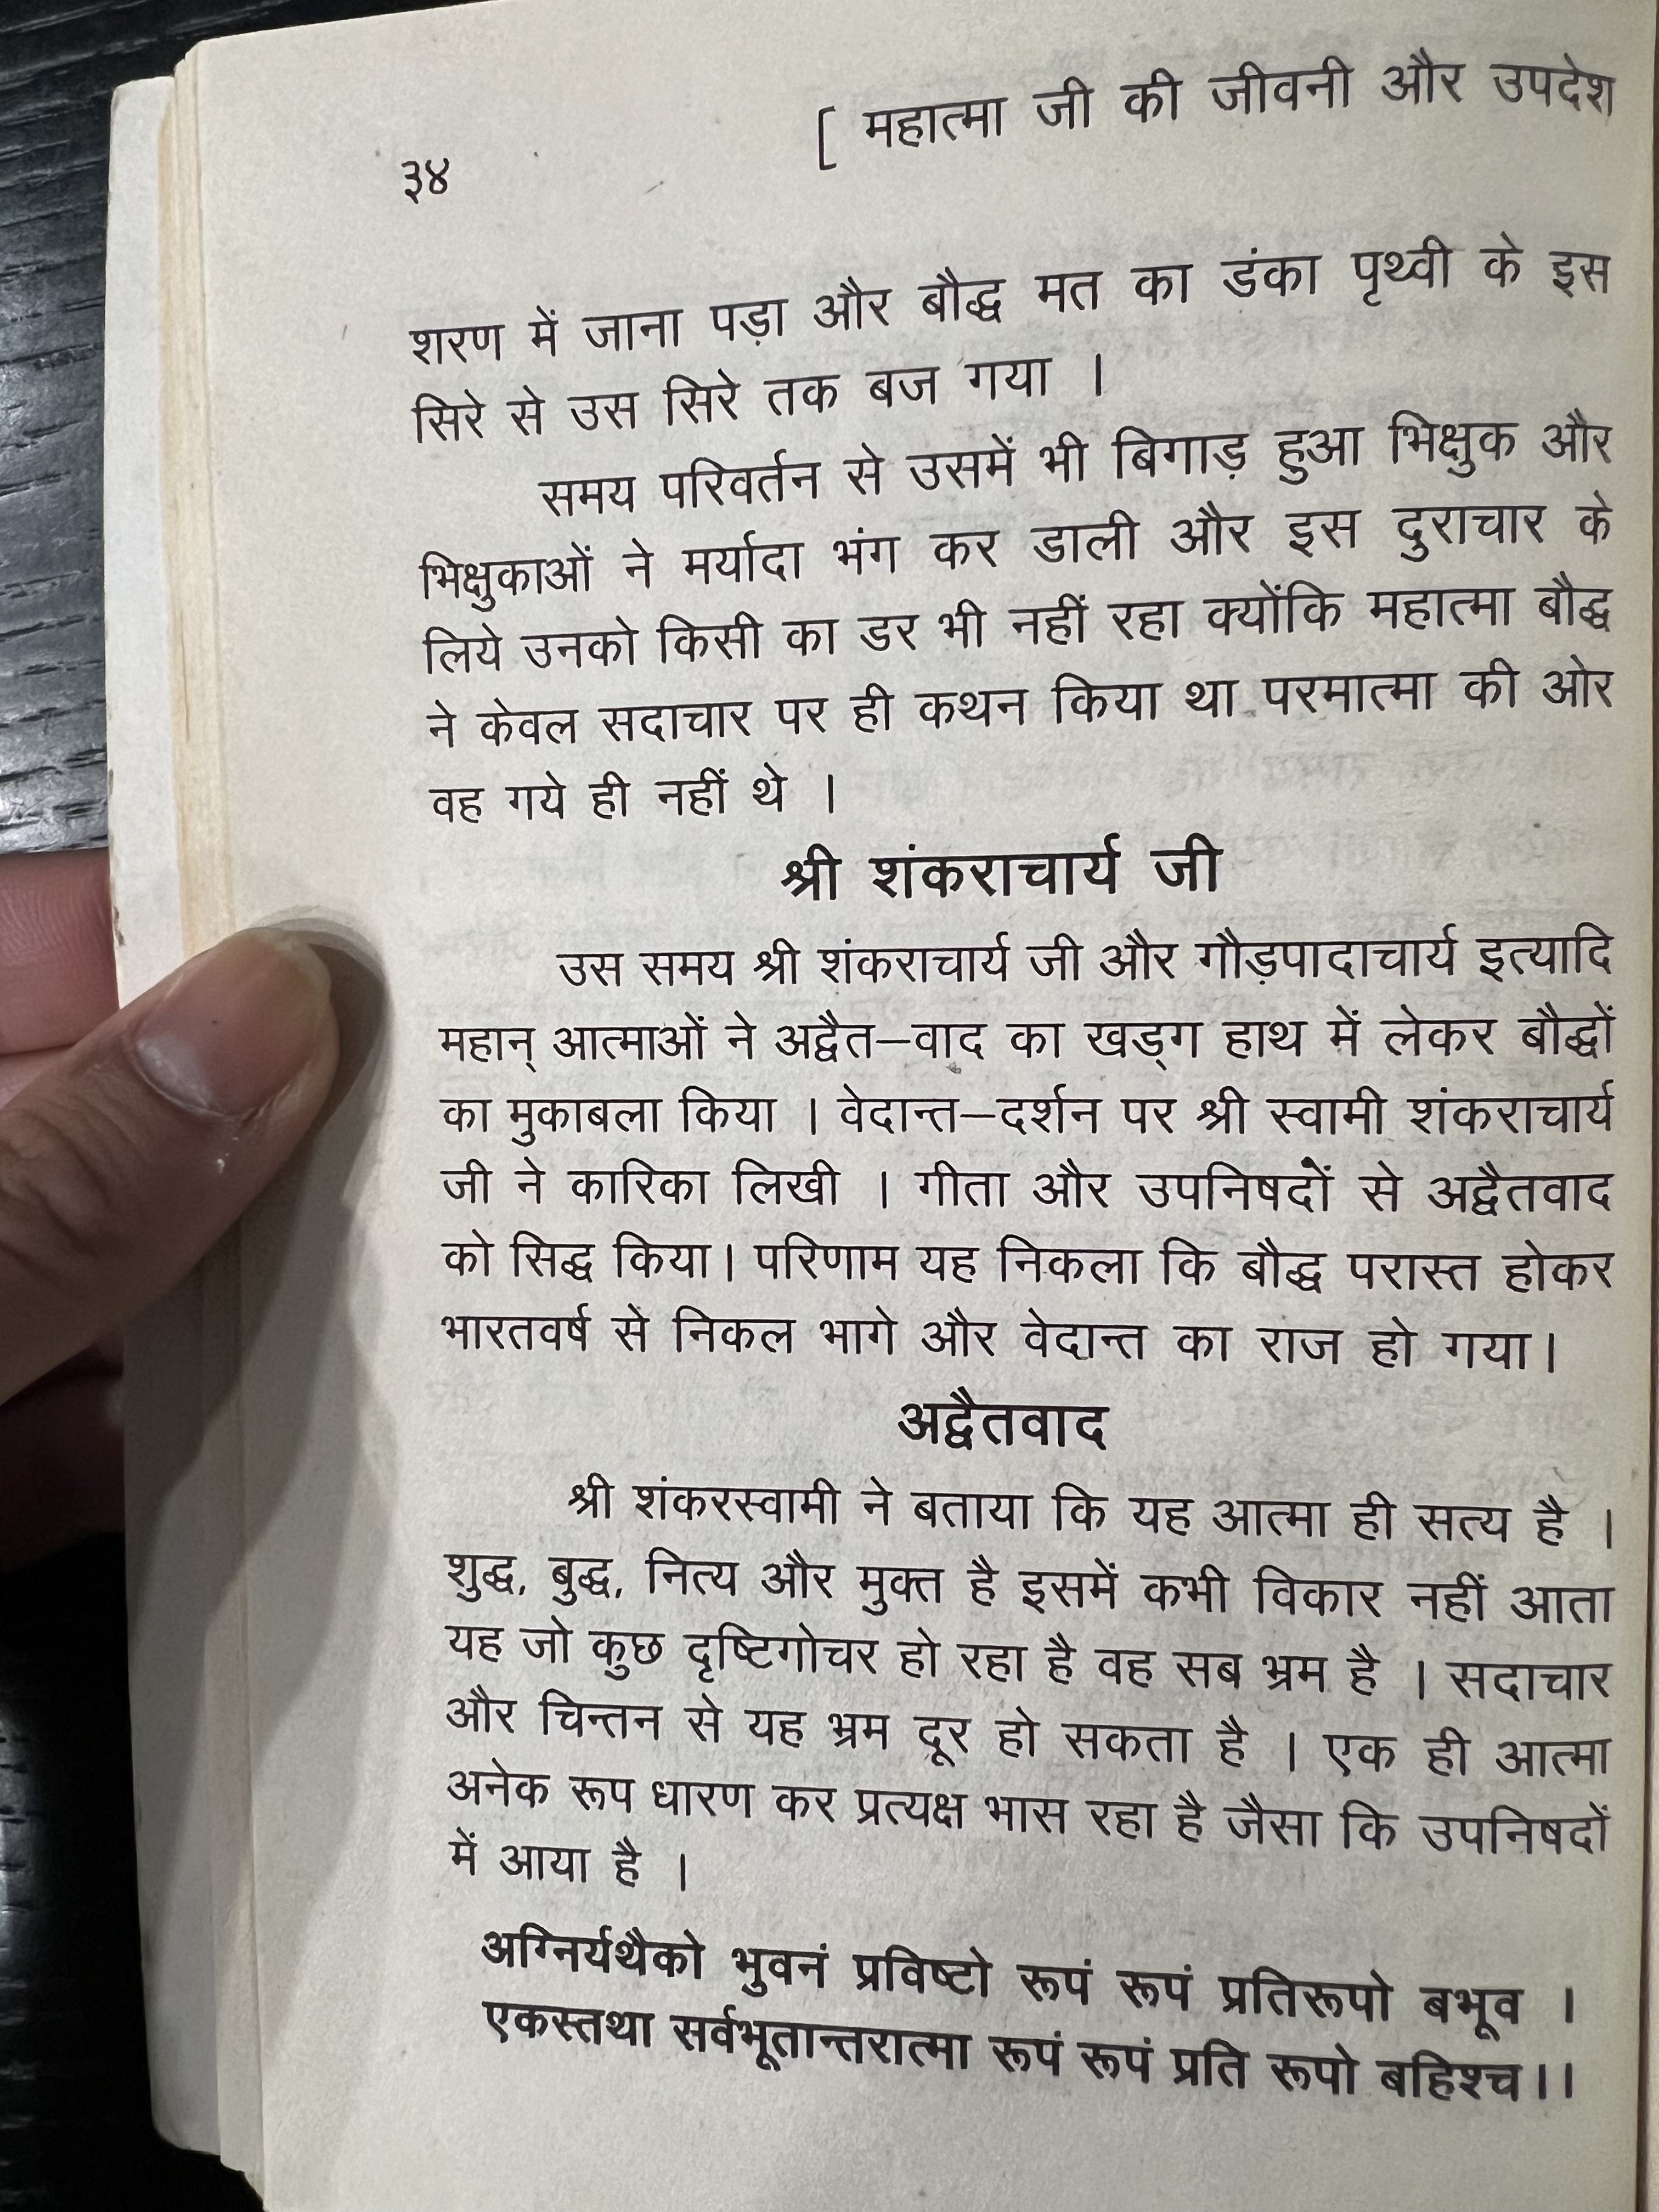 [ महात्मा जी की जीवनी और उपदेश
३४
शरण में जाना पड़ा और बौद्ध मत का डंका पृथ्वी के इस
सिरे से उस सिरे तक बज गया ।
समय परिवर्तन से उसमें भी बिगाड़ हुआ भिक्षुक और
भिक्षुकाओं ने मर्यादा भंग कर डाली और इस दुराचार के
लिये उनको किसी का डर भी नहीं रहा क्योंकि महात्मा बौद्ध
ने केवल सदाचार पर ही कथन किया था परमात्मा की ओर
वह गये ही नहीं थे ।
श्री शंकराचार्य जी
उस समय श्री शंकराचार्य जी और गौड़पादाचार्य इत्यादि
महान् आत्माओं ने अद्वैत–वाद का खड्ग हाथ में लेकर बौद्धों
का मुकाबला किया । वेदान्त–दर्शन पर श्री स्वामी शंकराचार्य
जी ने कारिका लिखी । गीता और उपनिषदों से अद्वैतवाद
को सिद्ध किया। परिणाम यह निकला कि बौद्ध परास्त होकर
भारतवर्ष से निकल भागे और वेदान्त का राज हो गया।
अद्वैतवाद
श्री शंकरस्वामी ने बताया कि यह आत्मा ही सत्य है ।
शुद्ध, बुद्ध, नित्य और मुक्त है इसमें कभी विकार नहीं आता
यह जो कुछ दृष्टिगोचर हो रहा है वह सब भ्रम है । सदाचार
और चिन्तन से यह भ्रम दूर हो सकता है । एक ही आत्मा
अनेक रूप धारण कर प्रत्यक्ष भास रहा है जैसा कि उपनिषदों
में आया है ।
अग्निर्यथैको भुवनं प्रविष्टो रूपं रूपं प्रतिरूपो बभूव ।
एकस्तथा सर्वभूतान्तरात्मा रूपं रूपं प्रति रूपो बहिश्च।।